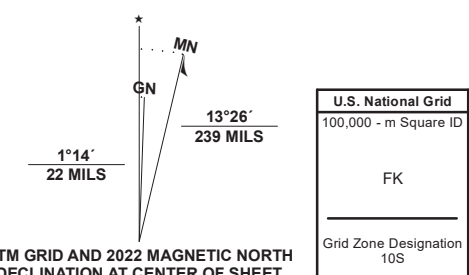 ★
MN
GN
13°26´
239 MILS
1°14´
22 MILS
TM GRID AND 2022 MAGNETIC NORTH
DECLINATION AT CENTER OF SHEET
U.S. National Grid
100,000 - m Square ID
FK
Grid Zone Designation
10S